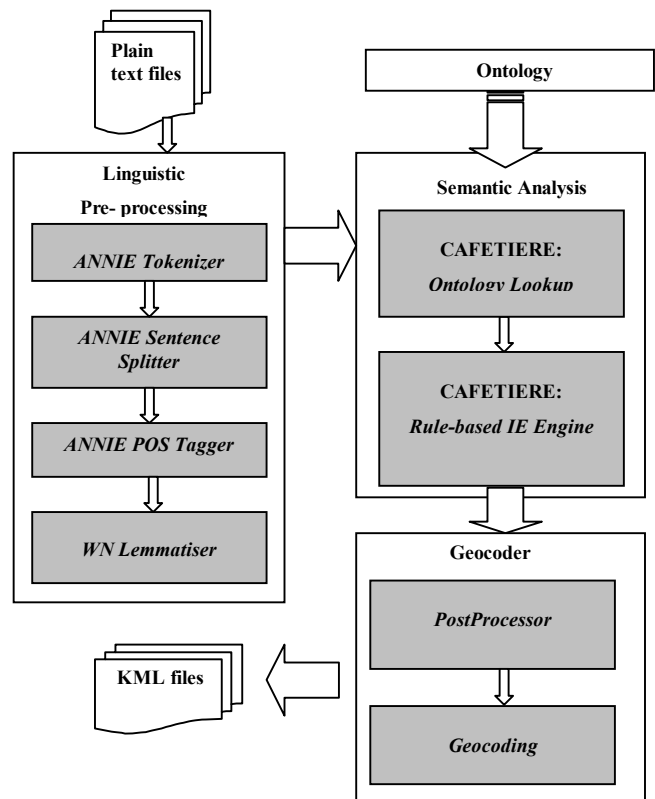 Plain
text files
Ontology
Linguistic
Pre- processing
ANNIE Tokenizer
ANNIE Sentence
Splitter
ANNIE POS Tagger
WN Lemmatiser
Semantic Analysis
CAFETIERE:
Ontology Lookup
CAFETIERE:
Rule-based IE Engine
Geocoder
PostProcessor
Geocoding
KML files